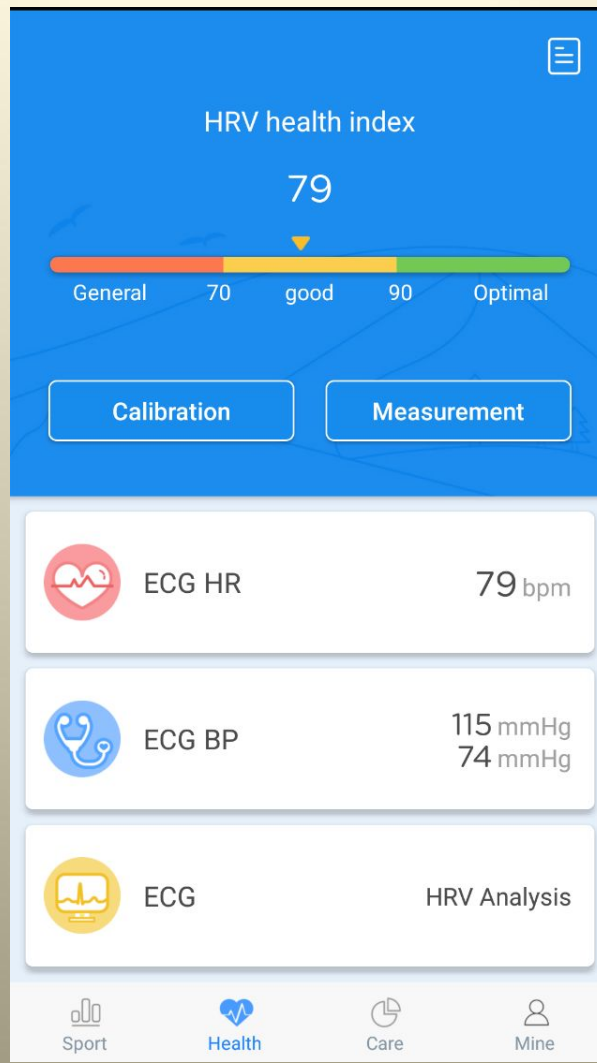 HRV health index
79
General 70 good 90 Optimal
Calibration Measurement
ECG HR 79 bpm
ECG BP 115 mmHg
74 mmHg
ECG HRV Analysis
Sport Health Care Mine